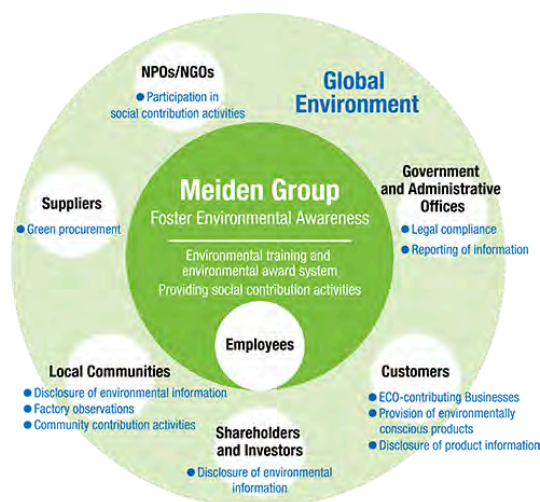 NPOs/NGOs
● Participation in
social contribution activities
Global
Environment
Meiden Group
Foster Environmental Awareness
Environmental training and
environmental award system
Providing social contribution activities
Employees
Government
and Administrative
Offices
● Legal compliance
● Reporting of information
Suppliers
● Green procurement
Local Communities
● Disclosure of environmental information
● Factory observations
● Community contribution activities
Customers
● ECO-contributing Businesses
● Provision of environmentally
conscious products
● Disclosure of product information
Shareholders
and Investors
● Disclosure of environmental
information